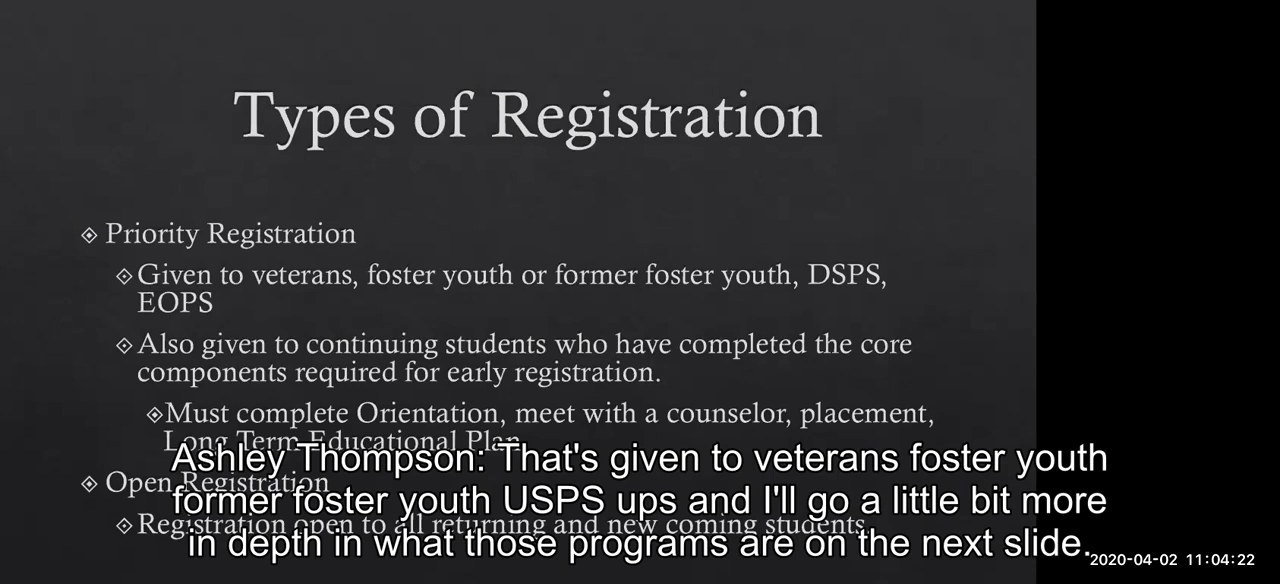 Types of Registration
Priority Registration
Given to veterans, foster youth or former foster youth, DSPS,
EOPS
Also given to continuing students who have completed the core
components required for early registration.
Must complete Orientation, meet with a counselor, placement,
Long Term Educational Plan
Open Registration
Registration open to all returning and new coming students.
Ashley Thompson: That's given to veterans foster youth
former foster youth USPS ups and I'll go a little bit more
in depth in what those programs are on the next slide.
2020-04-02 11:04:22